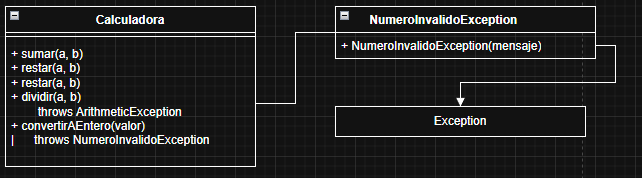 Calculadora
+ sumar(a, b)
+ restar(a, b)
+ restar(a, b)
+ dividir(a, b)
throws ArithmeticException
+ convertirAEntero(valor)
| throws NumeroInvalidoException
NumeroInvalidoException
+ NumeroInvalidoException(mensaje)
Exception